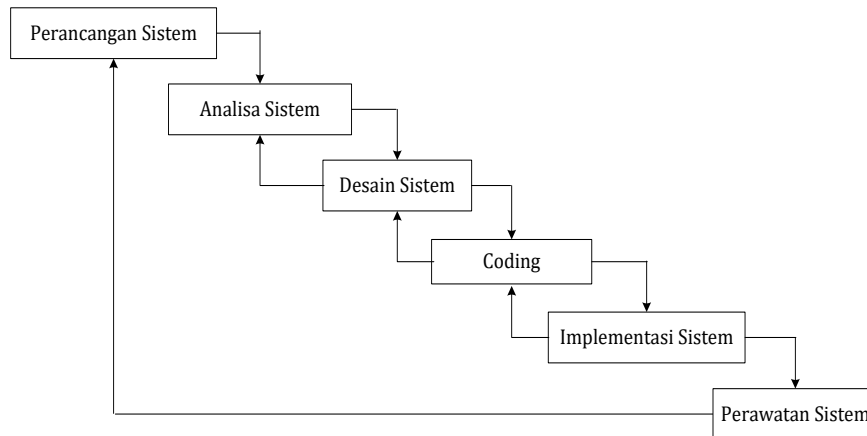 Perancangan Sistem
Analisa Sistem
Desain Sistem
Coding
Implementasi Sistem
Perawatan Sistem